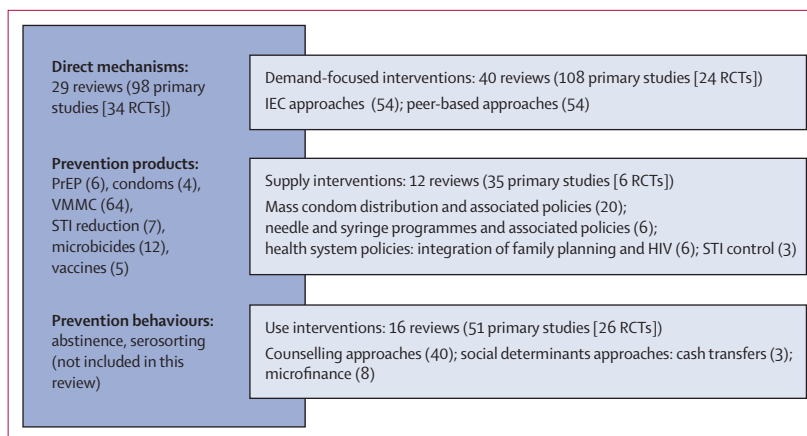 Direct mechanisms:
29 reviews (98 primary
studies [34 RCTs])
Prevention products:
PrEP (6), condoms (4),
VMMC (64),
STI reduction (7),
microbicides (12),
vaccines (5)
Prevention behaviours:
abstinence, serosorting
(not included in this
review)
Demand-focused interventions: 40 reviews (108 primary studies [24 RCTs])
IEC approaches (54); peer-based approaches (54)
Supply interventions: 12 reviews (35 primary studies [6 RCTs])
Mass condom distribution and associated policies (20);
needle and syringe programmes and associated policies (6);
health system policies: integration of family planning and HIV (6); STI control (3)
Use interventions: 16 reviews (51 primary studies [26 RCTs])
Counselling approaches (40); social determinants approaches: cash transfers (3);
microfinance (8)